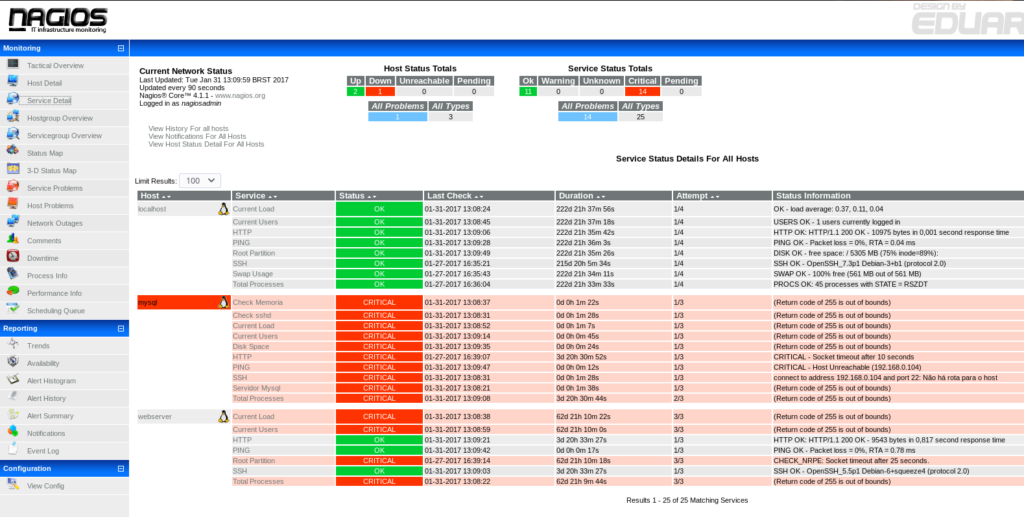 NAGIOS
IT infrastructure monitoring
DESIGN BY
EDUAR
Monitoring
Tactical Overview
Host Detail
Service Detail
Hostgroup Overview
Servicegroup Overview
Status Map
3-D Status Map
Service Problems
Host Problems
Network Outages
Comments
Downtime
Process Info
Performance Info
Scheduling Queue
Reporting
Trends
Availability
Alert Histogram
Alert History
Alert Summary
Notifications
Event Log
Configuration
View Config
Current Network Status
Last Updated: Tue Jan 31 13:09:59 BRST 2017
Updated every 90 seconds
Nagios® Core™ 4.1.1 - www.nagios.org
Logged in as nagiosadmin
View History For all hosts
View Notifications For All Hosts
View Host Status Detail For All Hosts
Host Status Totals
Up Down Unreachable Pending
2 1 0 0
All Problems All Types
1 3
Service Status Totals
Ok Warning Unknown Critical Pending
11 0 0 14 0
All Problems All Types
14 25
Service Status Details For All Hosts
Limit Results: 100
Host Service Status Last Check Duration Attempt Status Information
localhost Current Load OK 01-31-2017 13:08:24 222d 21h 37m 56s 1/4 OK - load average: 0.37, 0.11, 0.04
Current Users OK 01-31-2017 13:08:45 222d 21h 37m 18s 1/4 USERS OK - 1 users currently logged in
HTTP OK 01-31-2017 13:09:06 222d 21h 35m 42s 1/4 HTTP OK: HTTP/1.1 200 OK - 10975 bytes in 0,001 second response time
PING OK 01-31-2017 13:09:28 222d 21h 36m 3s 1/4 PING OK - Packet loss = 0%, RTA = 0.04 ms
Root Partition OK 01-31-2017 13:09:49 222d 21h 35m 26s 1/4 DISK OK - free space: / 5305 MB (75% inode=89%):
SSH OK 01-27-2017 16:35:21 215d 20h 5m 34s 1/4 SSH OK - OpenSSH_7.3p1 Debian-3+b1 (protocol 2.0)
Swap Usage OK 01-27-2017 16:35:43 222d 21h 34m 11s 1/4 SWAP OK - 100% free (561 MB out of 561 MB)
Total Processes OK 01-27-2017 16:36:04 222d 21h 33m 33s 1/4 PROCS OK: 45 processes with STATE = RSZDT
mysql Check Memoria CRITICAL 01-31-2017 13:08:37 0d 0h 1m 22s 1/3 (Return code of 255 is out of bounds)
Check sshd CRITICAL 01-31-2017 13:08:31 0d 0h 1m 28s 1/3 (Return code of 255 is out of bounds)
Current Load CRITICAL 01-31-2017 13:08:52 0d 0h 1m 7s 1/3 (Return code of 255 is out of bounds)
Current Users CRITICAL 01-31-2017 13:09:14 0d 0h 0m 45s 1/3 (Return code of 255 is out of bounds)
Disk Space CRITICAL 01-31-2017 13:09:35 0d 0h 0m 24s 1/3 (Return code of 255 is out of bounds)
HTTP CRITICAL 01-27-2017 16:39:07 3d 20h 30m 52s 1/3 CRITICAL - Socket timeout after 10 seconds
PING CRITICAL 01-31-2017 13:09:47 0d 0h 0m 12s 1/3 CRITICAL - Host Unreachable (192.168.0.104)
SSH CRITICAL 01-31-2017 13:08:31 0d 0h 1m 28s 1/3 connect to address 192.168.0.104 and port 22: Não há rota para o host
Servidor Mysql CRITICAL 01-31-2017 13:08:21 0d 0h 1m 38s 1/3 (Return code of 255 is out of bounds)
Total Processes CRITICAL 01-31-2017 13:09:08 3d 20h 30m 44s 2/3 (Return code of 255 is out of bounds)
webserver Current Load CRITICAL 01-31-2017 13:08:38 62d 21h 10m 22s 3/3 (Return code of 255 is out of bounds)
Current Users CRITICAL 01-31-2017 13:08:59 62d 21h 10m 0s 3/3 (Return code of 255 is out of bounds)
HTTP OK 01-31-2017 13:09:21 3d 20h 33m 27s 1/3 HTTP OK: HTTP/1.1 200 OK - 9543 bytes in 0,817 second response time
PING OK 01-31-2017 13:09:42 0d 0h 0m 17s 1/3 PING OK - Packet loss = 0%, RTA = 0.78 ms
Root Partition CRITICAL 01-27-2017 16:39:14 62d 21h 10m 18s 3/3 CHECK_NRPE: Socket timeout after 25 seconds.
SSH OK 01-31-2017 13:09:03 3d 20h 33m 27s 1/3 SSH OK - OpenSSH_5.5p1 Debian-6+squeeze4 (protocol 2.0)
Total Processes CRITICAL 01-31-2017 13:08:22 62d 21h 9m 44s 3/3 (Return code of 255 is out of bounds)
Results 1 - 25 of 25 Matching Services